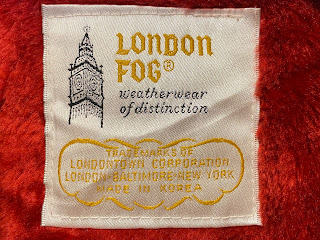 LONDON
FOG®
weatherwear
of distinction
TRADEMARKS OF
LONDONTOWN CORPORATION
LONDON·BALTIMORE·NEW YORK
MADE IN KOREA